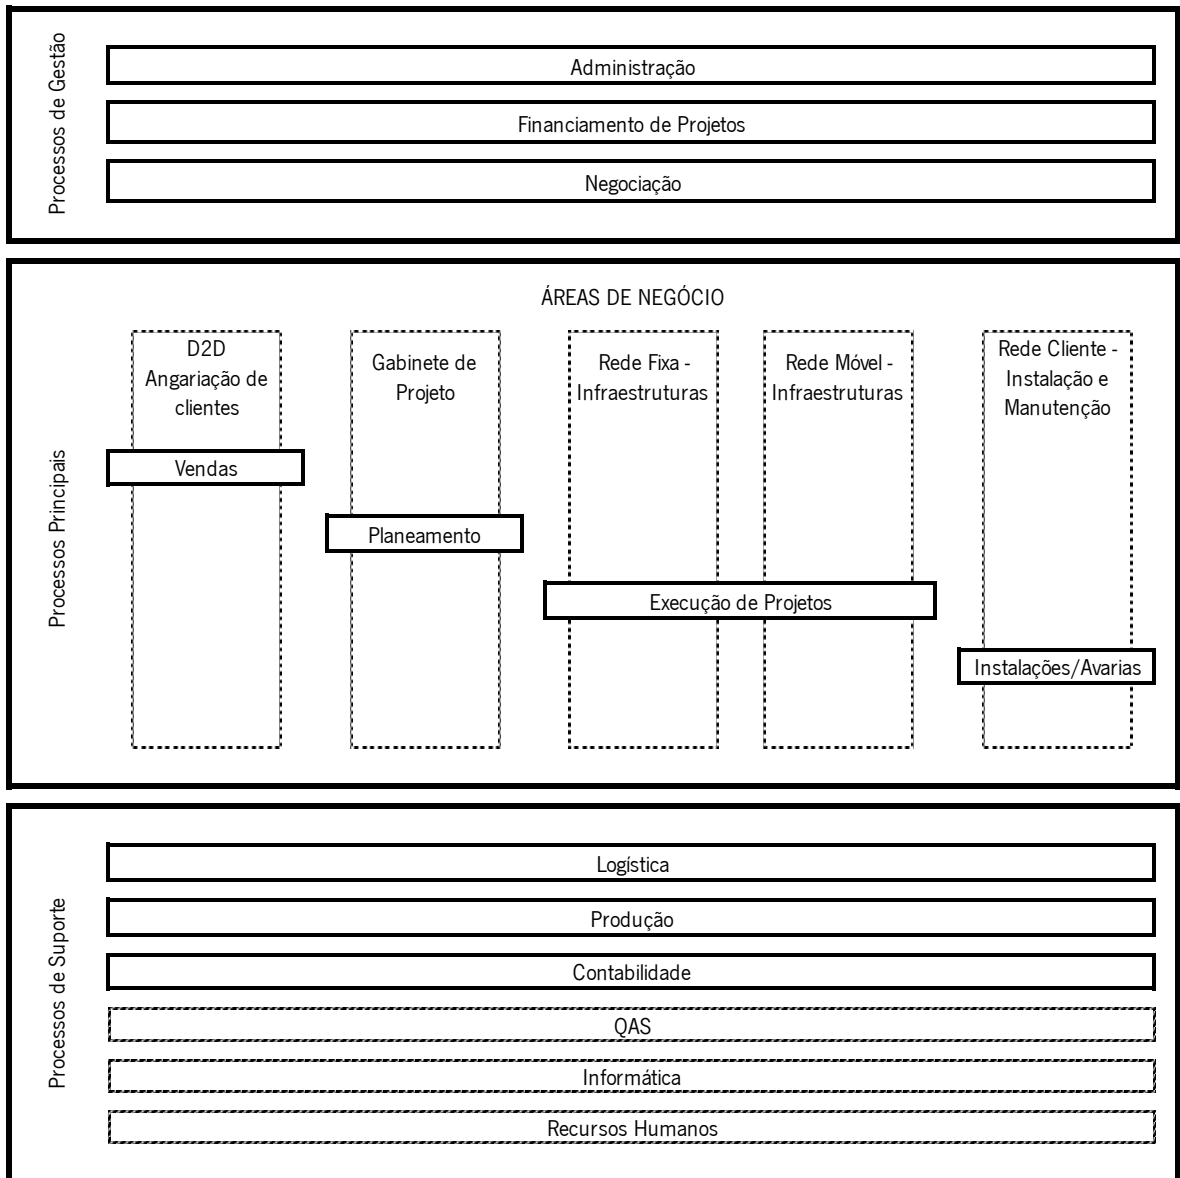 Processos de Gestão
Administração
Financiamento de Projetos
Negociação
Processos Principais
ÁREAS DE NEGÓCIO
D2D
Angariação de
clientes
Gabinete de
Projeto
Rede Fixa -
Infraestruturas
Rede Móvel -
Infraestruturas
Rede Cliente -
Instalação e
Manutenção
Vendas
Planeamento
Execução de Projetos
Instalações/Avarias
Processos de Suporte
Logística
Produção
Contabilidade
QAS
Informática
Recursos Humanos